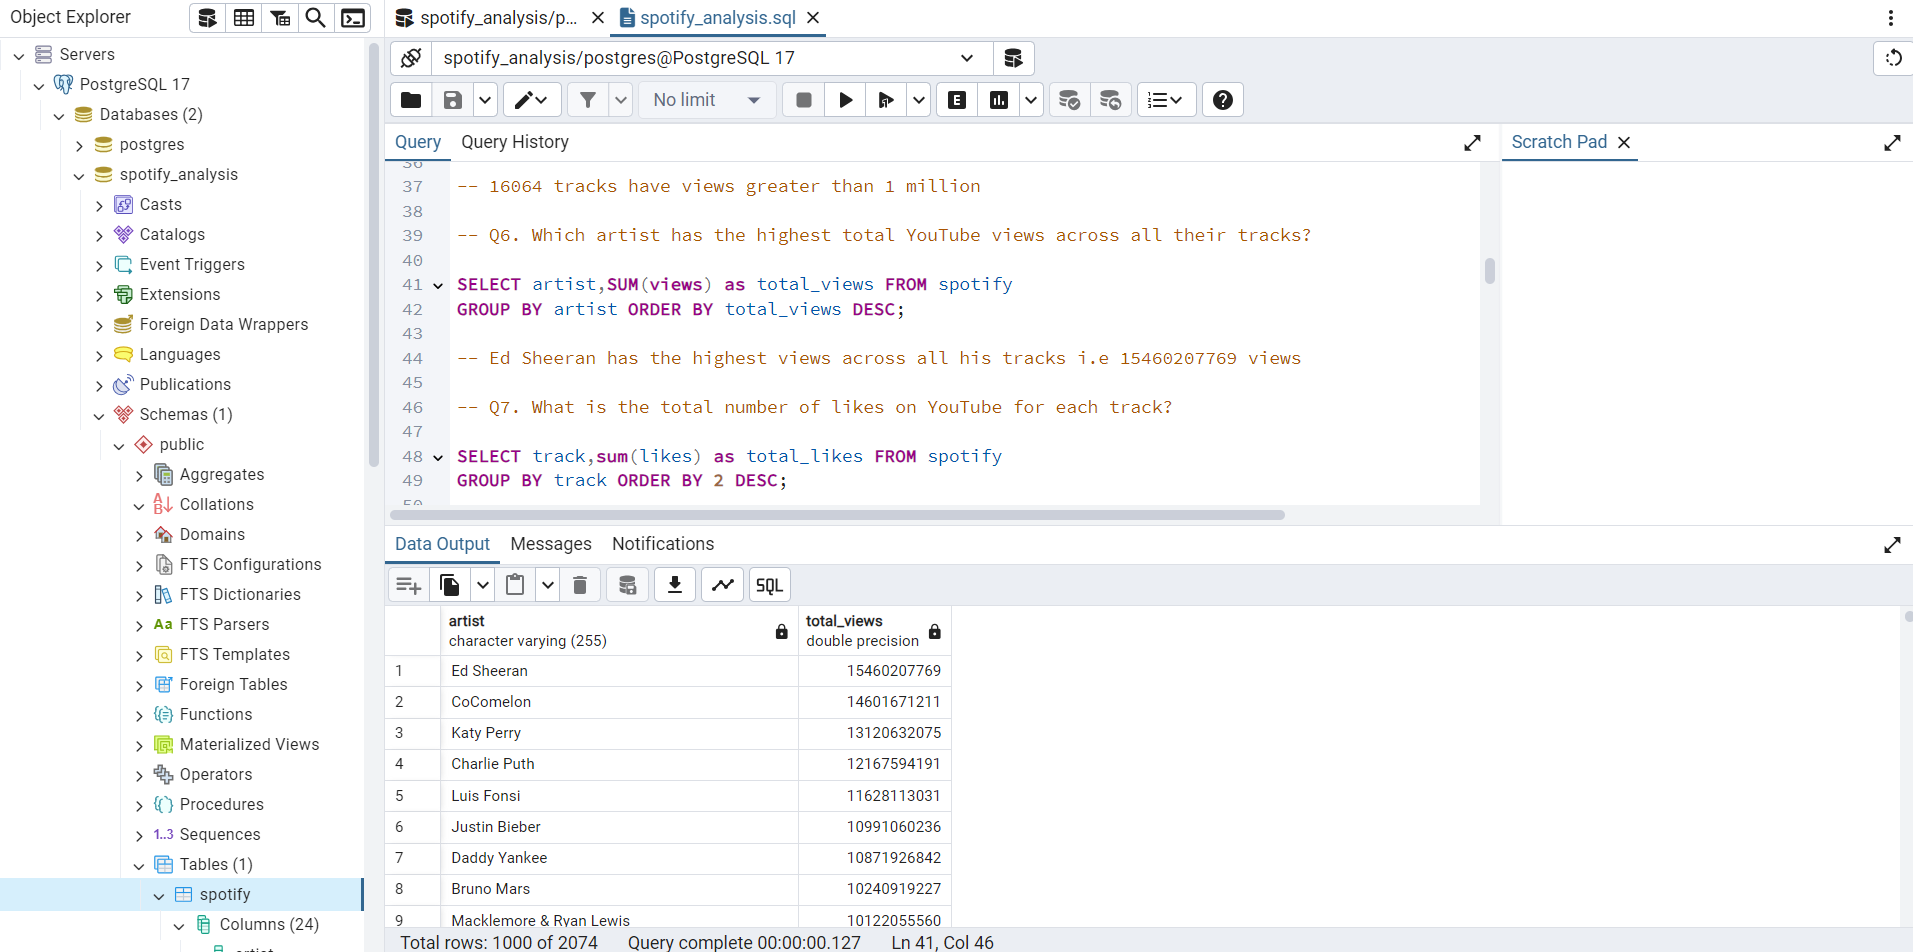 Object Explorer
Servers
PostgreSQL 17
Databases (2)
postgres
spotify_analysis
Casts
Catalogs
Event Triggers
Extensions
Foreign Data Wrappers
Languages
Publications
Schemas (1)
public
Aggregates
Collations
Domains
FTS Configurations
FTS Dictionaries
Aa FTS Parsers
FTS Templates
Foreign Tables
Functions
Materialized Views
Operators
Procedures
1..3 Sequences
Tables (1)
spotify
Columns (24)
artist
spotify_analysis/p...
spotify_analysis.sql
spotify_analysis/postgres@PostgreSQL 17
No limit
E
Query Query History
Scratch Pad
36
37 -- 16064 tracks have views greater than 1 million
38
39 -- Q6. Which artist has the highest total YouTube views across all their tracks?
40
41 SELECT artist,SUM(views) as total_views FROM spotify
42 GROUP BY artist ORDER BY total_views DESC;
43
44 -- Ed Sheeran has the highest views across all his tracks i.e 15460207769 views
45
46 -- Q7. What is the total number of likes on YouTube for each track?
47
48 SELECT track,sum(likes) as total_likes FROM spotify
49 GROUP BY track ORDER BY 2 DESC;
50
Data Output Messages Notifications
SQL
artist total_views
character varying (255) double precision
1 Ed Sheeran 15460207769
2 CoComelon 14601671211
3 Katy Perry 13120632075
4 Charlie Puth 12167594191
5 Luis Fonsi 11628113031
6 Justin Bieber 10991060236
7 Daddy Yankee 10871926842
8 Bruno Mars 10240919227
9 Macklemore & Ryan Lewis 10122055560
Total rows: 1000 of 2074 Query complete 00:00:00.127 Ln 41, Col 46